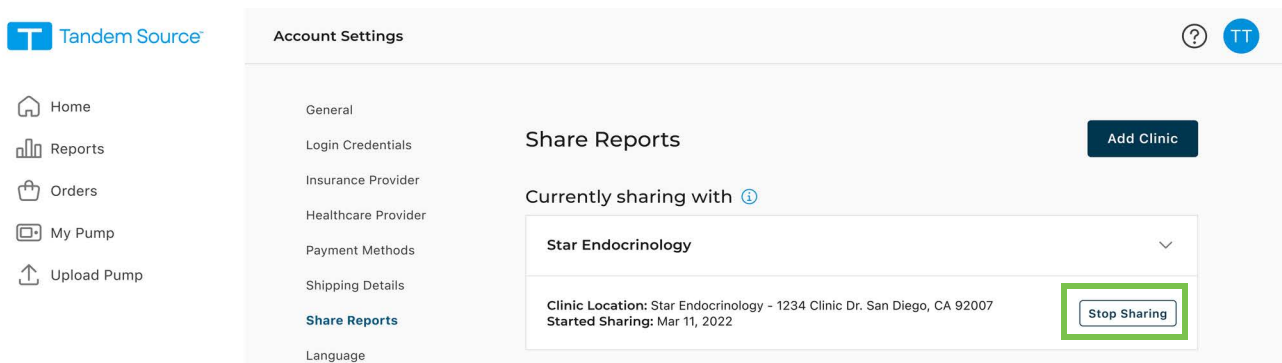 Tandem Source™
Home
Reports
Orders
My Pump
Upload Pump
Account Settings
?
TT
General
Login Credentials
Insurance Provider
Healthcare Provider
Payment Methods
Shipping Details
Share Reports
Language
Share Reports
Add Clinic
Currently sharing with
Star Endocrinology
Clinic Location: Star Endocrinology - 1234 Clinic Dr. San Diego, CA 92007
Started Sharing: Mar 11, 2022
Stop Sharing